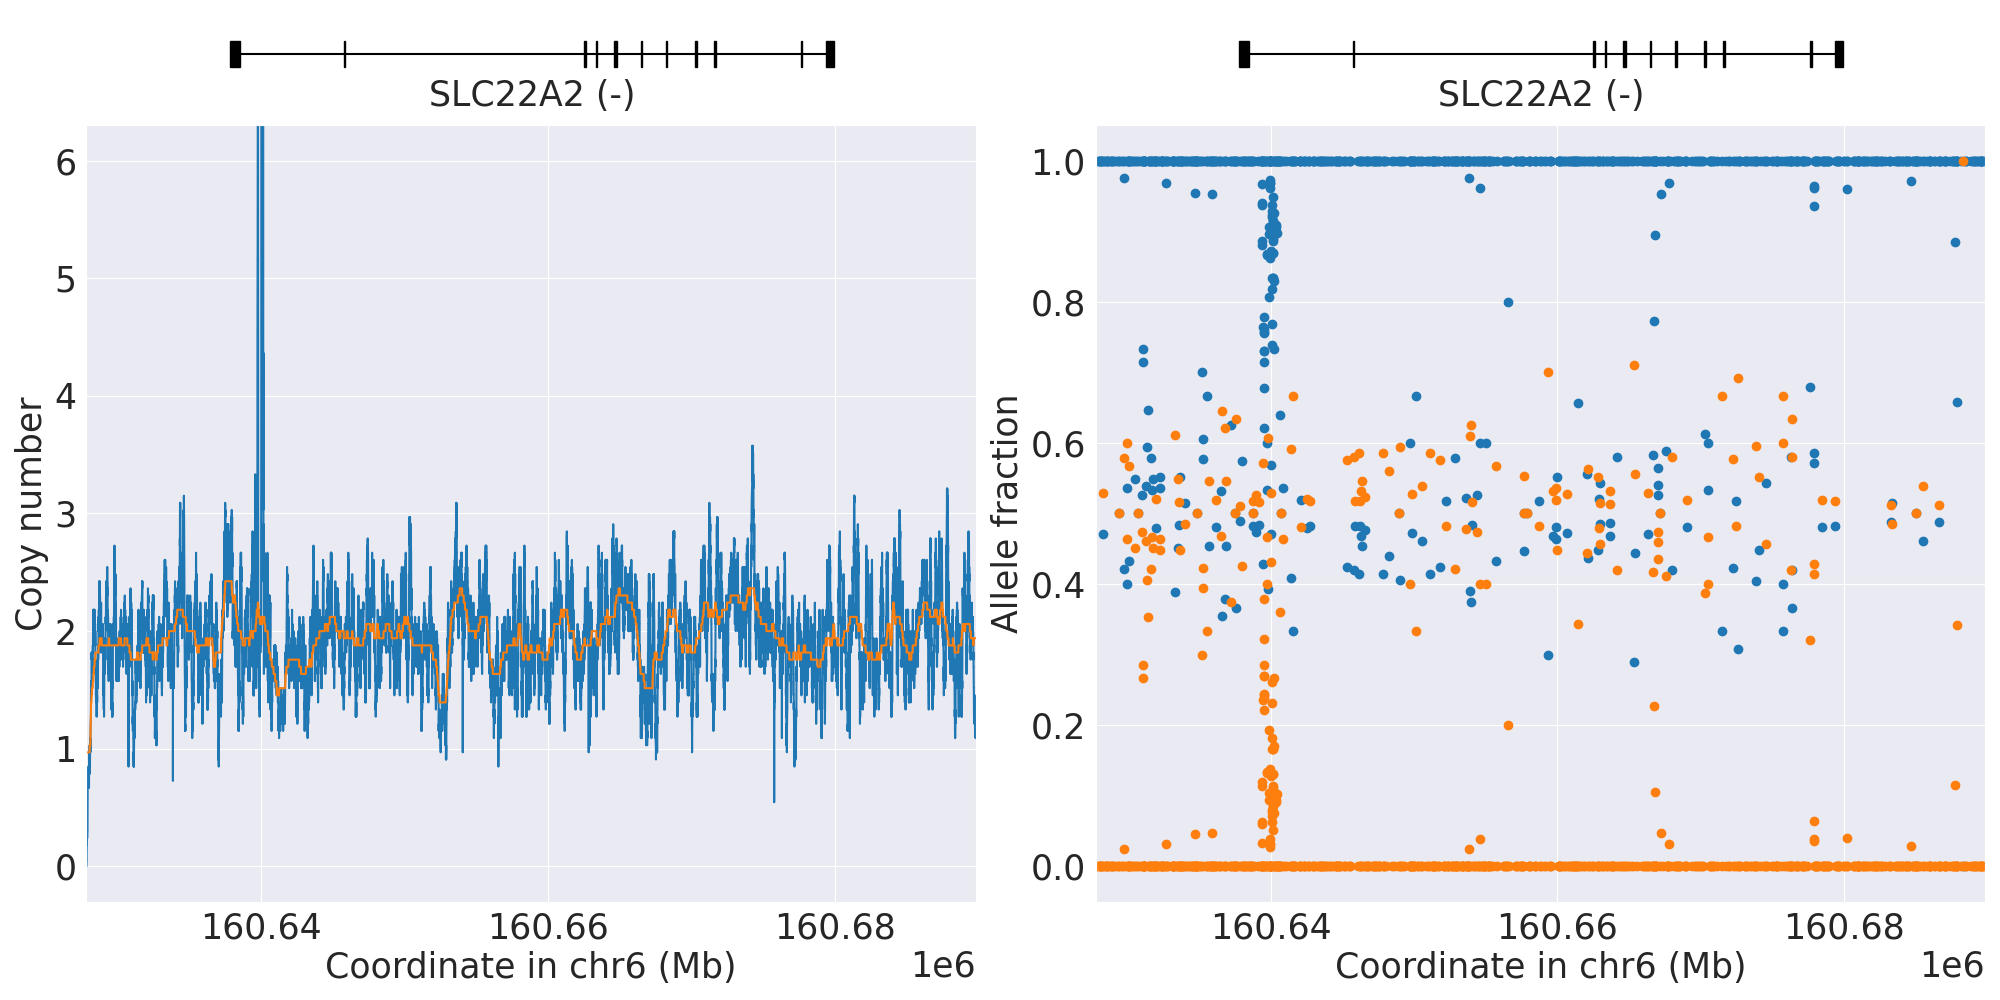 SLC22A2 (-)
Copy number
6
5
4
3
2
1
0
160.64 160.66 160.68
Coordinate in chr6 (Mb) 1e6
SLC22A2 (-)
Allele fraction
1.0
0.8
0.6
0.4
0.2
0.0
160.64 160.66 160.68
Coordinate in chr6 (Mb) 1e6